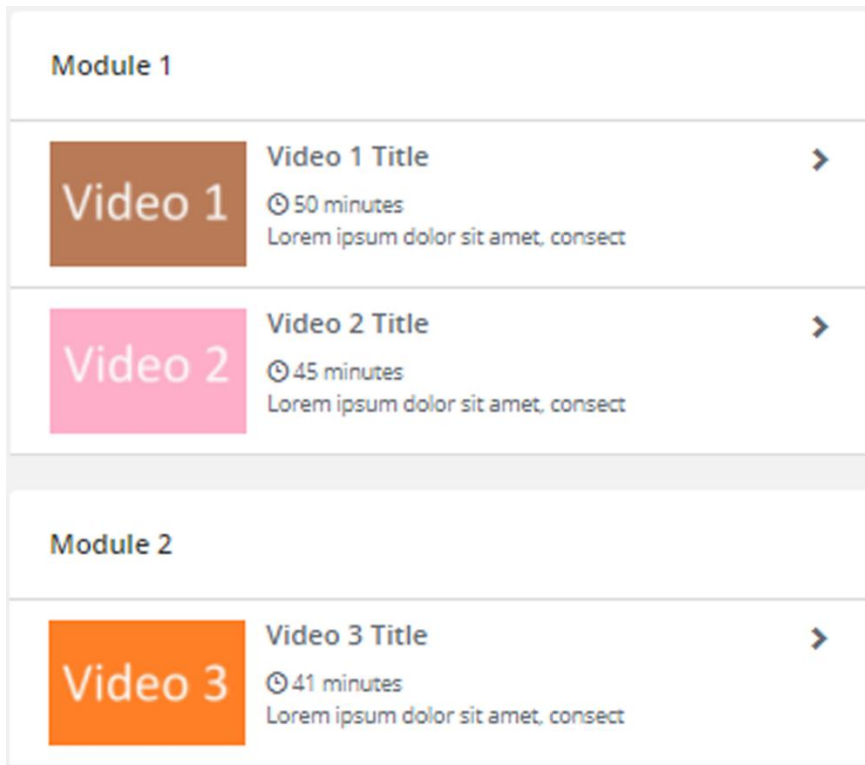 Module 1
Video 1
Video 1 Title
50 minutes
Lorem ipsum dolor sit amet, consect
Video 2
Video 2 Title
45 minutes
Lorem ipsum dolor sit amet, consect
Module 2
Video 3
Video 3 Title
41 minutes
Lorem ipsum dolor sit amet, consect